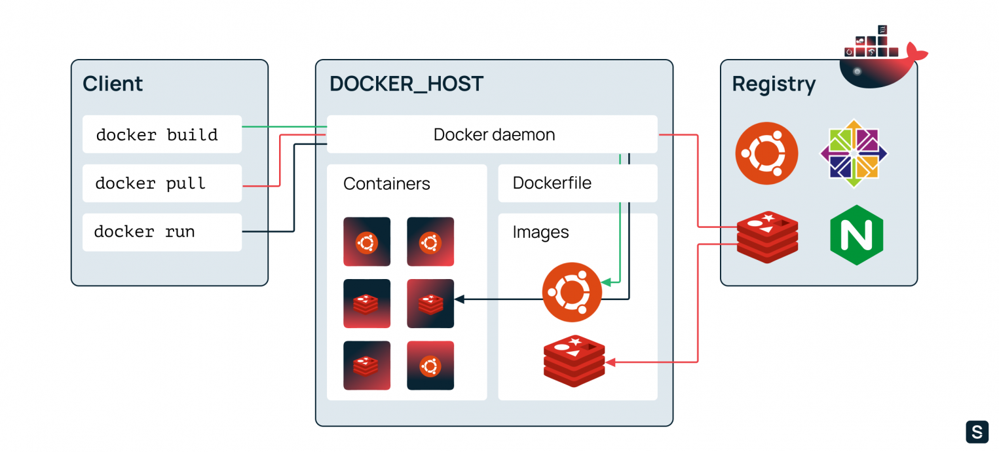 Client
docker build
docker pull
docker run
DOCKER_HOST
Docker daemon
Containers
Dockerfile
Images
Registry
N
S